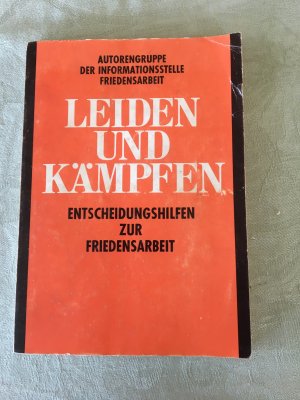 AUTORENGRUPPE
DER INFORMATIONSSTELLE
FRIEDENSARBEIT
LEIDEN
UND
KÄMPFEN
ENTSCHEIDUNGSHILFEN
ZUR
FRIEDENSARBEIT